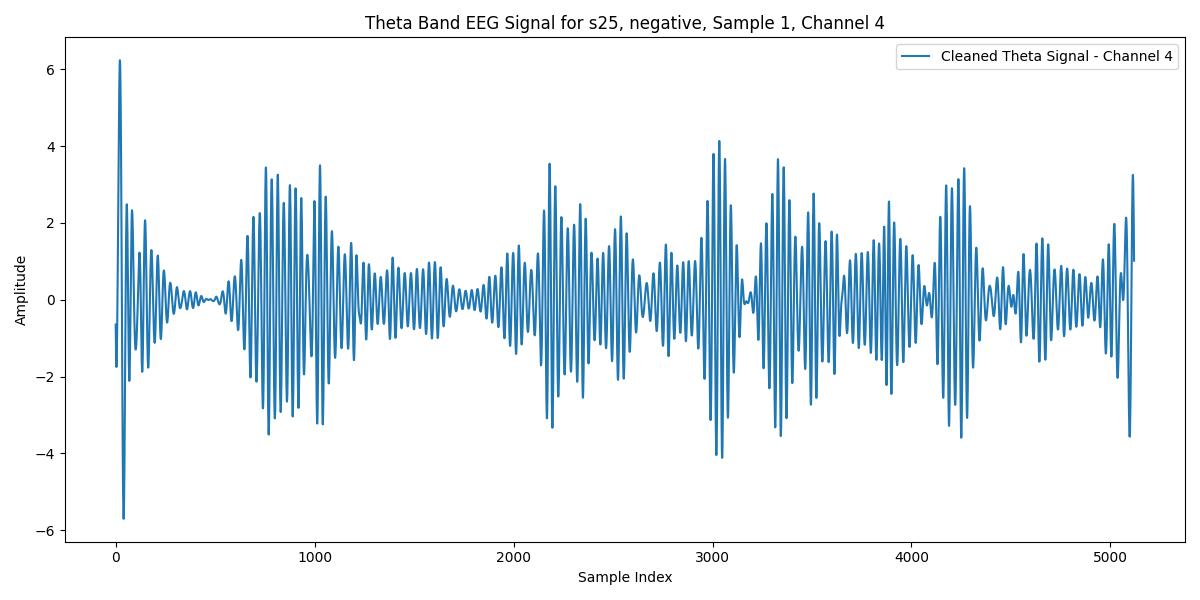 Theta Band EEG Signal for s25, negative, Sample 1, Channel 4
Cleaned Theta Signal - Channel 4
Amplitude
6
4
2
0
−2
−4
−6
0 1000 2000 3000 4000 5000
Sample Index